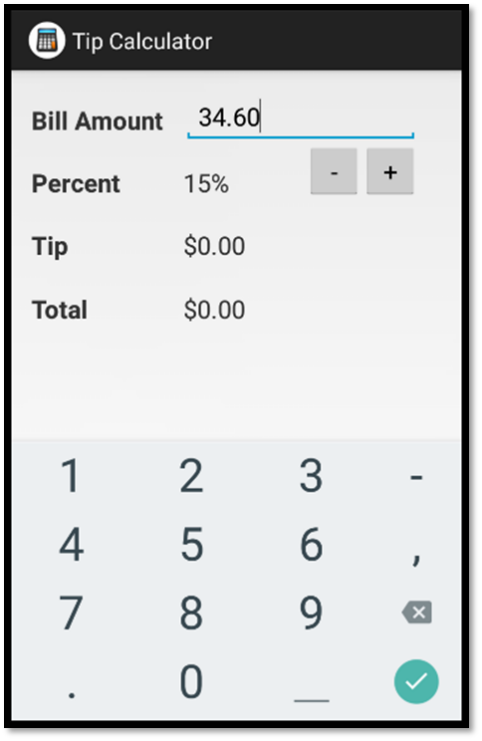 Tip Calculator
Bill Amount 34.60
Percent 15% - +
Tip $0.00
Total $0.00
1 2 3 -
4 5 6 ,
7 8 9
. 0 _